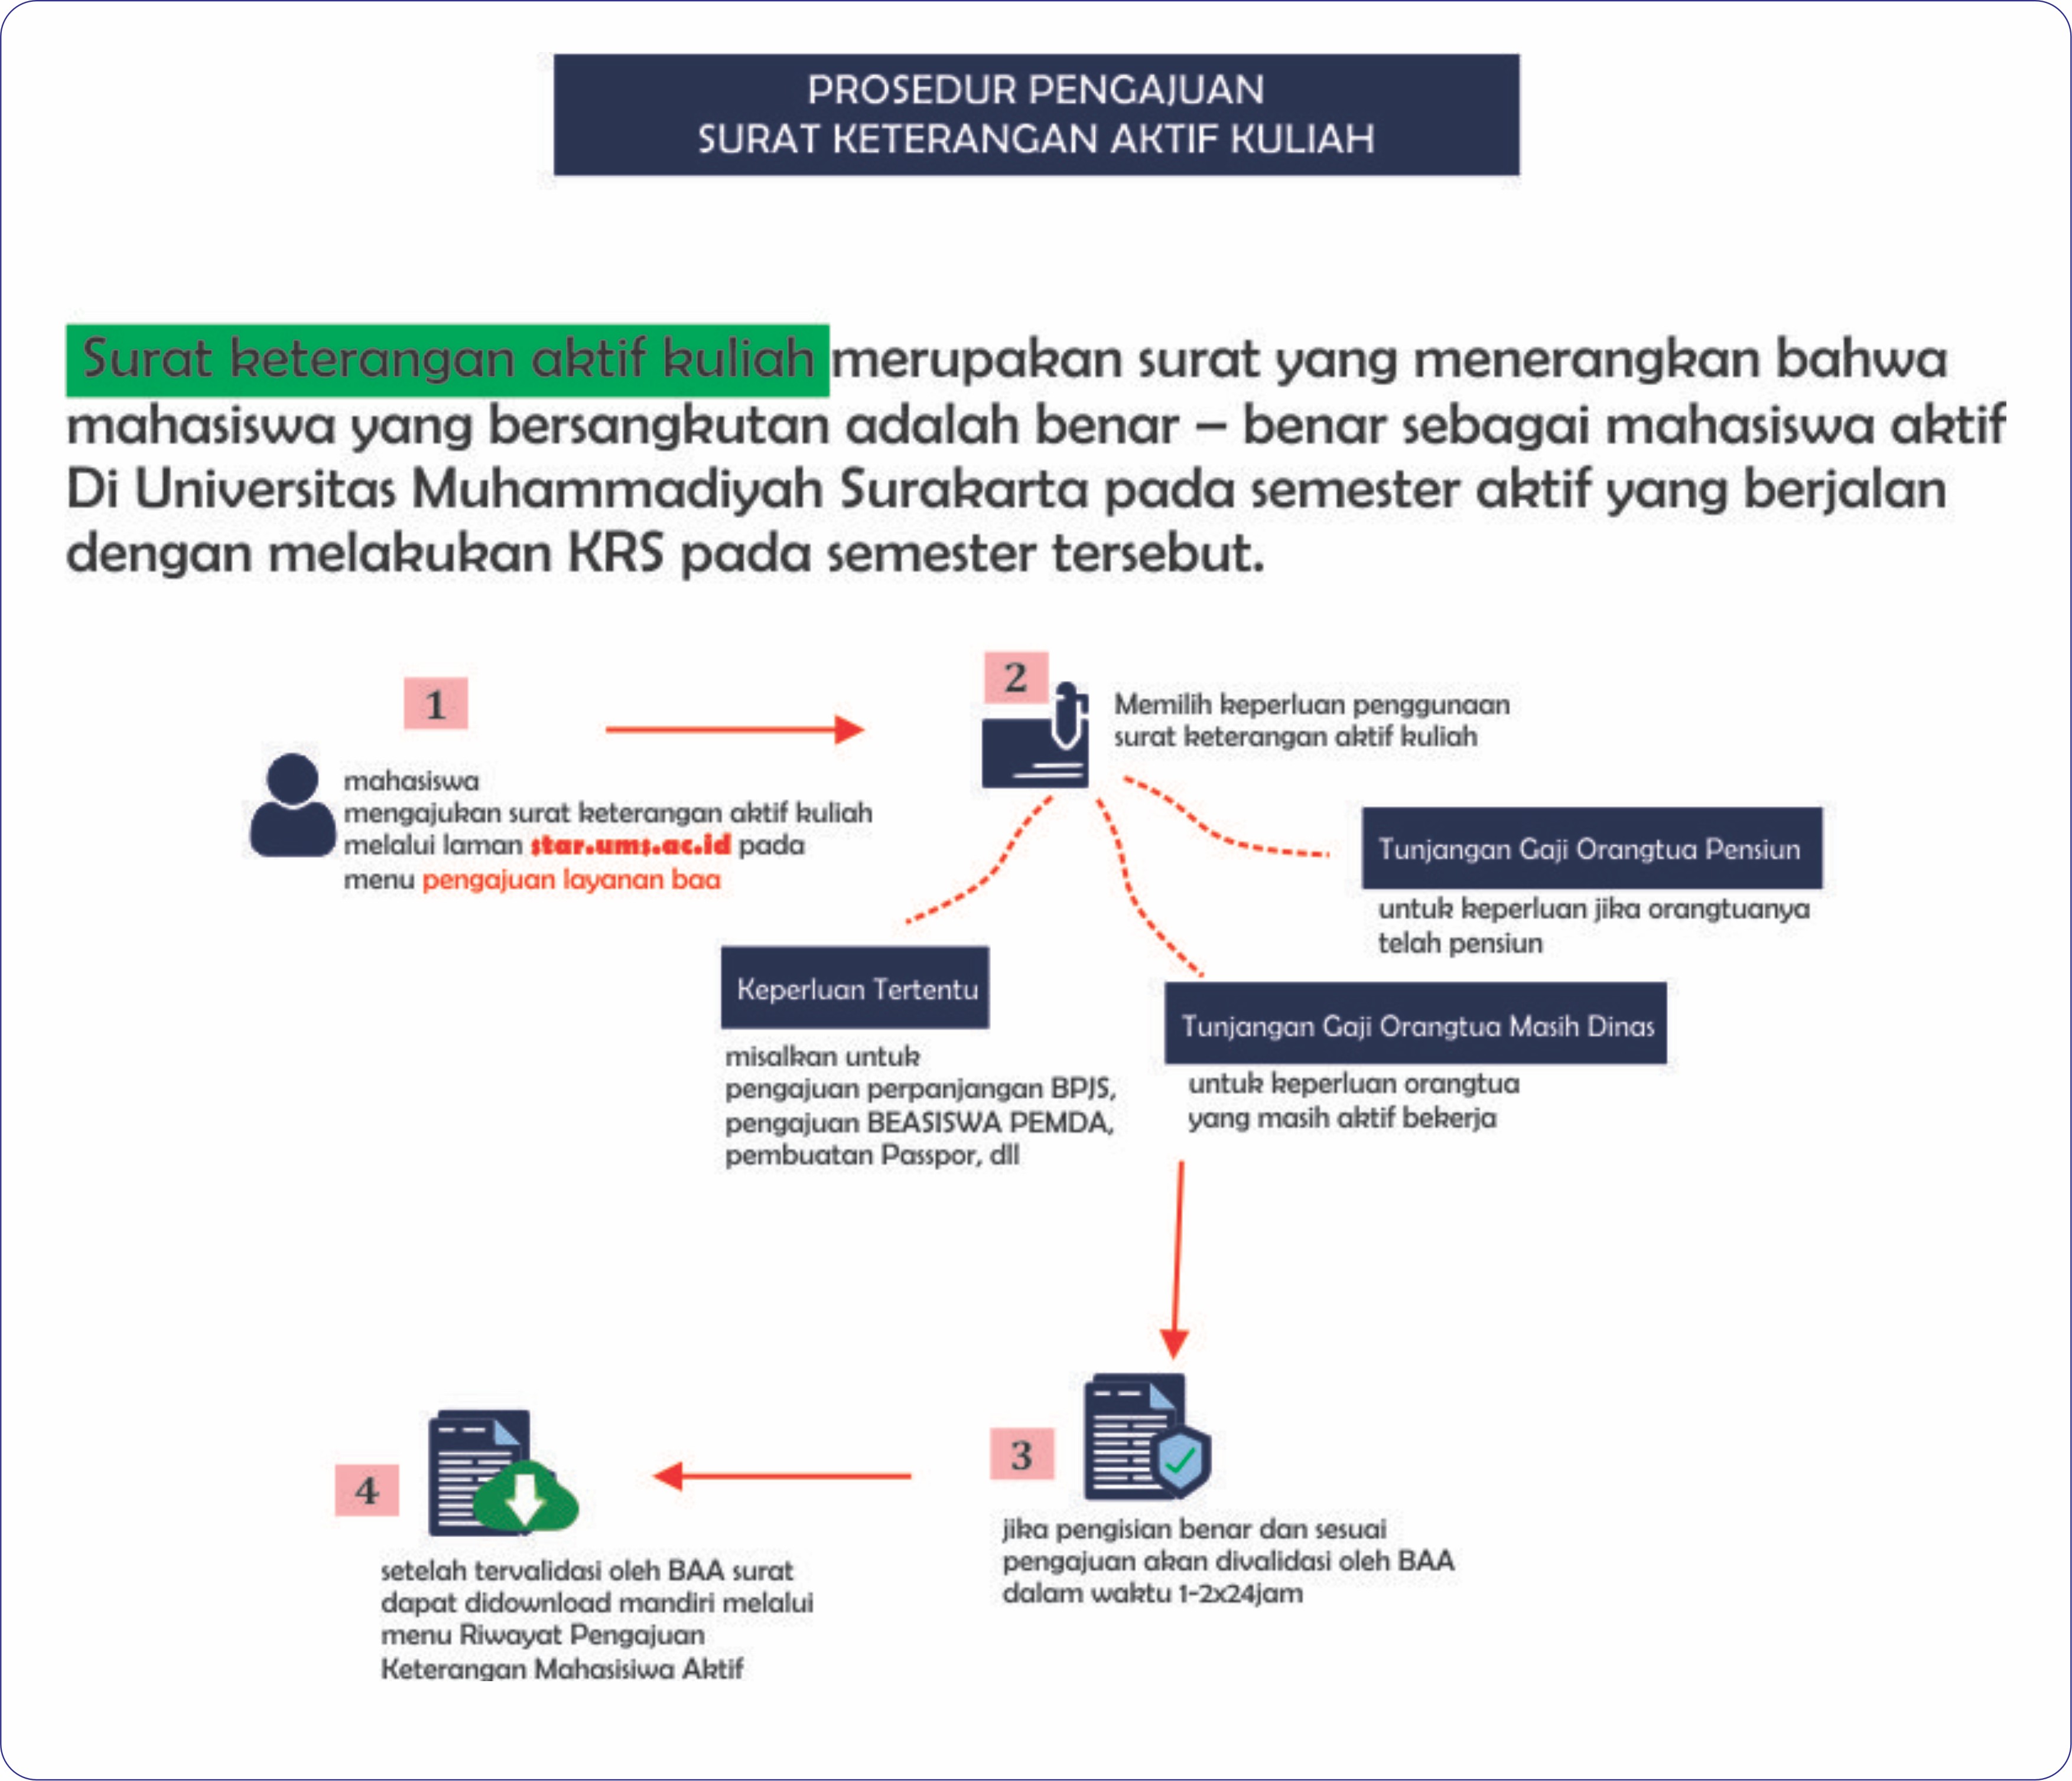 PROSEDUR PENGAJUAN
SURAT KETERANGAN AKTIF KULIAH
Surat keterangan aktif kuliah merupakan surat yang menerangkan bahwa
mahasiswa yang bersangkutan adalah benar – benar sebagai mahasiswa aktif
Di Universitas Muhammadiyah Surakarta pada semester aktif yang berjalan
dengan melakukan KRS pada semester tersebut.
1
mahasiswa
mengajukan surat keterangan aktif kuliah
melalui laman star.ums.ac.id pada
menu pengajuan layanan baa
2
Memilih keperluan penggunaan
surat keterangan aktif kuliah
Tunjangan Gaji Orangtua Pensiun
untuk keperluan jika orangtuanya
telah pensiun
Keperluan Tertentu
misalkan untuk
pengajuan perpanjangan BPJS,
pengajuan BEASISWA PEMDA,
pembuatan Passpor, dll
Tunjangan Gaji Orangtua Masih Dinas
untuk keperluan orangtua
yang masih aktif bekerja
3
jika pengisian benar dan sesuai
pengajuan akan divalidasi oleh BAA
dalam waktu 1-2x24jam
4
setelah tervalidasi oleh BAA surat
dapat didownload mandiri melalui
menu Riwayat Pengajuan
Keterangan Mahasisiwa Aktif